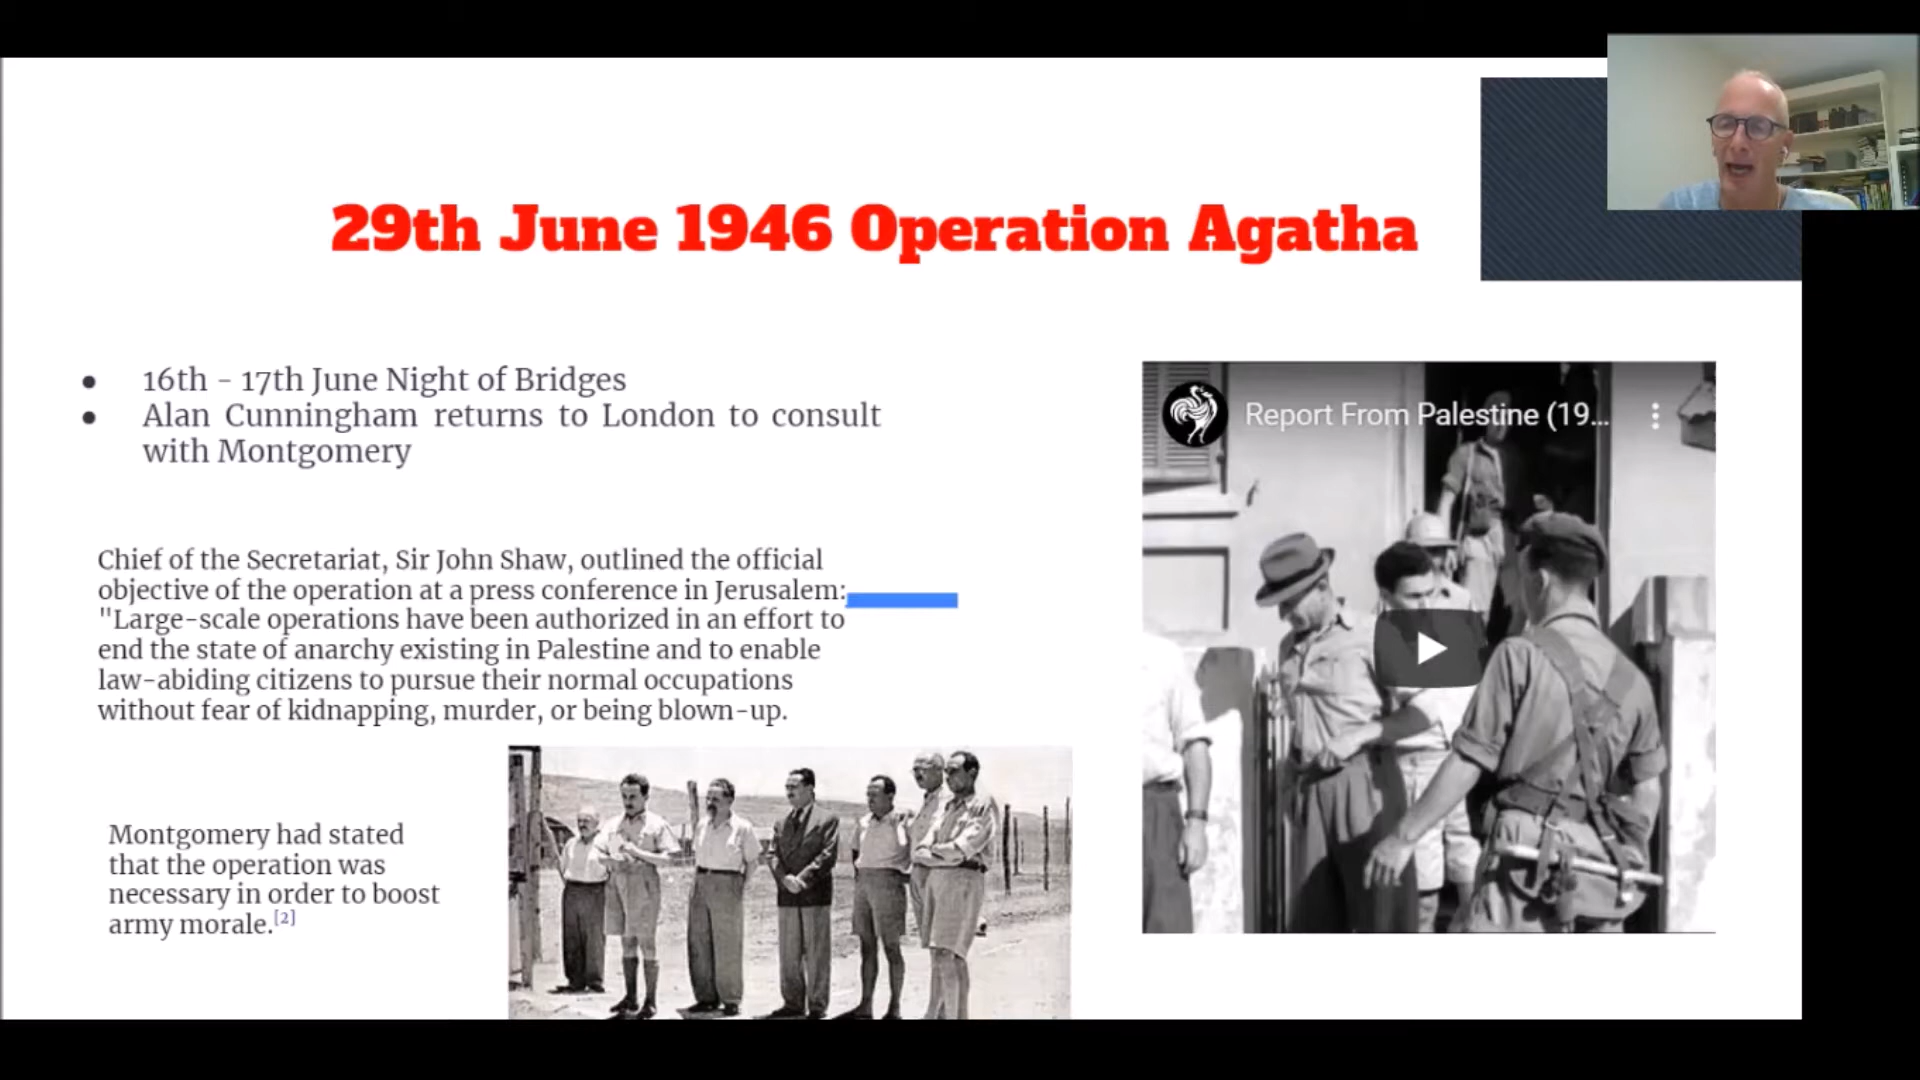 29th June 1946 Operation Agatha
● 16th - 17th June Night of Bridges
● Alan Cunningham returns to London to consult
with Montgomery
Chief of the Secretariat, Sir John Shaw, outlined the official
objective of the operation at a press conference in Jerusalem:
"Large-scale operations have been authorized in an effort to
end the state of anarchy existing in Palestine and to enable
law-abiding citizens to pursue their normal occupations
without fear of kidnapping, murder, or being blown-up.
Montgomery had stated
that the operation was
necessary in order to boost
army morale.[2]
Report From Palestine (19...